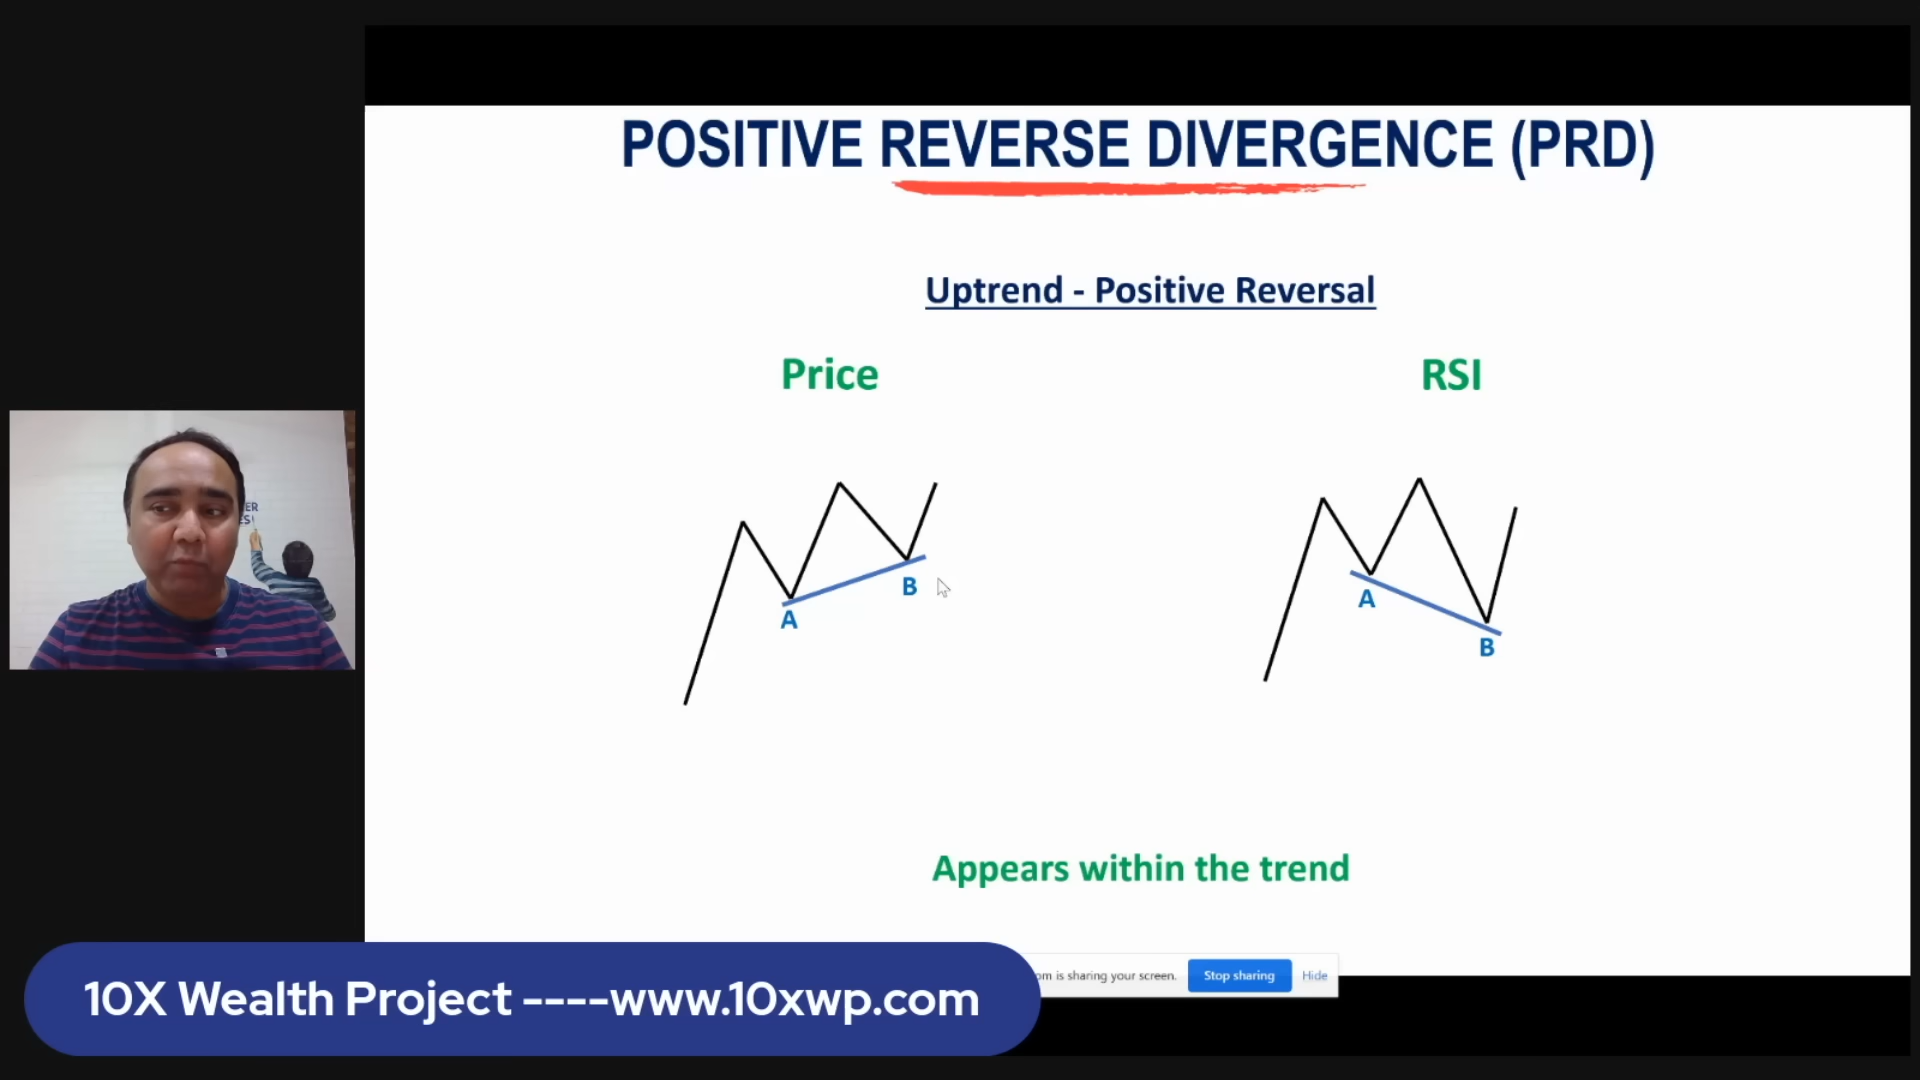 POSITIVE REVERSE DIVERGENCE (PRD)
Uptrend - Positive Reversal
Price
RSI
A
B
A
B
Appears within the trend
is sharing your screen.
Stop sharing
Hide
10X Wealth Project ----www.10xwp.com